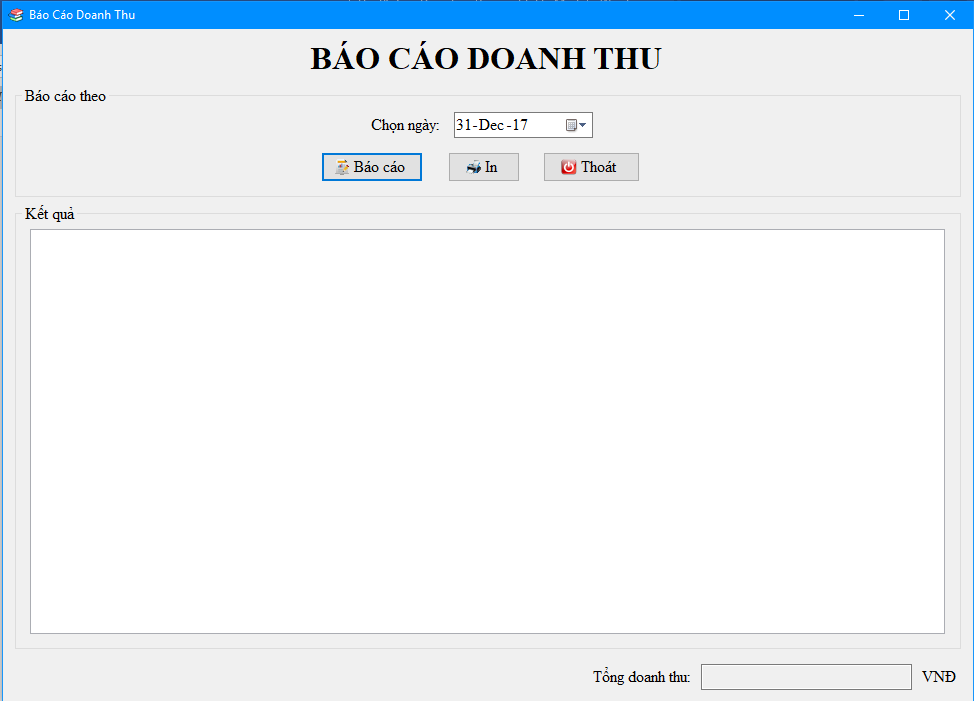 Báo Cáo Doanh Thu
BÁO CÁO DOANH THU
Báo cáo theo
Chọn ngày: 31-Dec -17
Báo cáo In Thoát
Kết quả
Tổng doanh thu: VNĐ